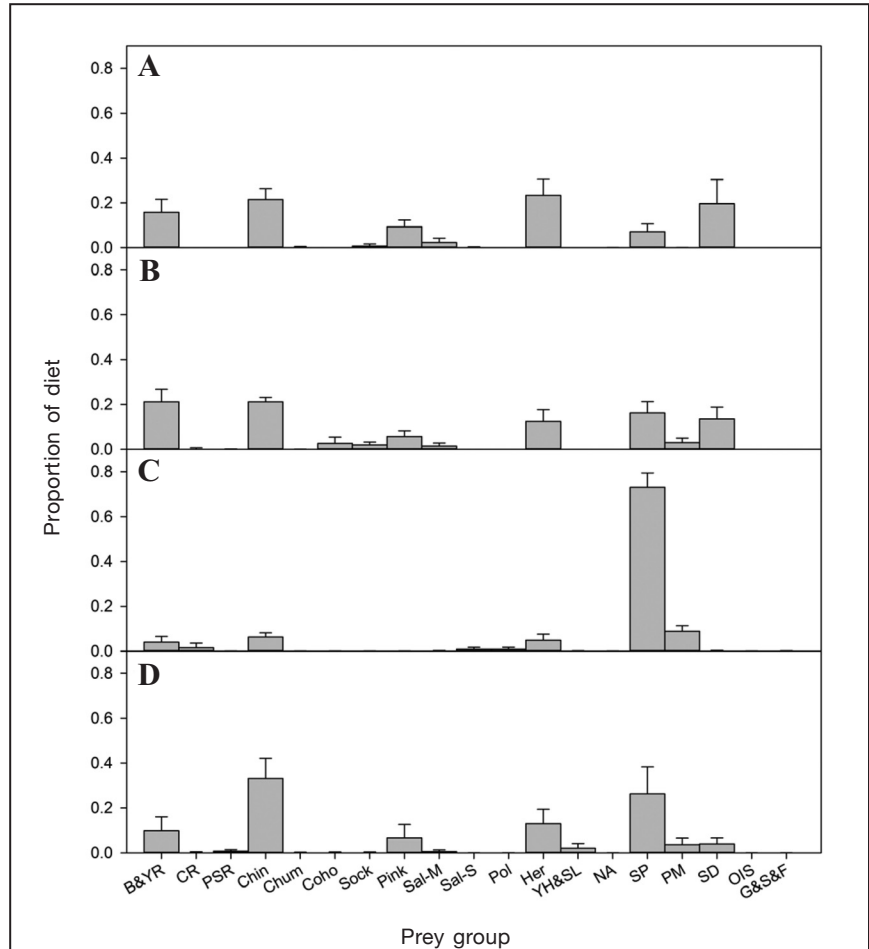 A
0.8
0.6
0.4
0.2
0.0
B
0.8
0.6
0.4
0.2
0.0
C
0.8
0.6
0.4
0.2
0.0
D
0.8
0.6
0.4
0.2
0.0
Proportion of diet
B&YR CR PSR Chin Chum Coho Sock Pink Sal-M Sal-S Pol Her YH&SL NA SP PM SD OIS G&S&F
Prey group